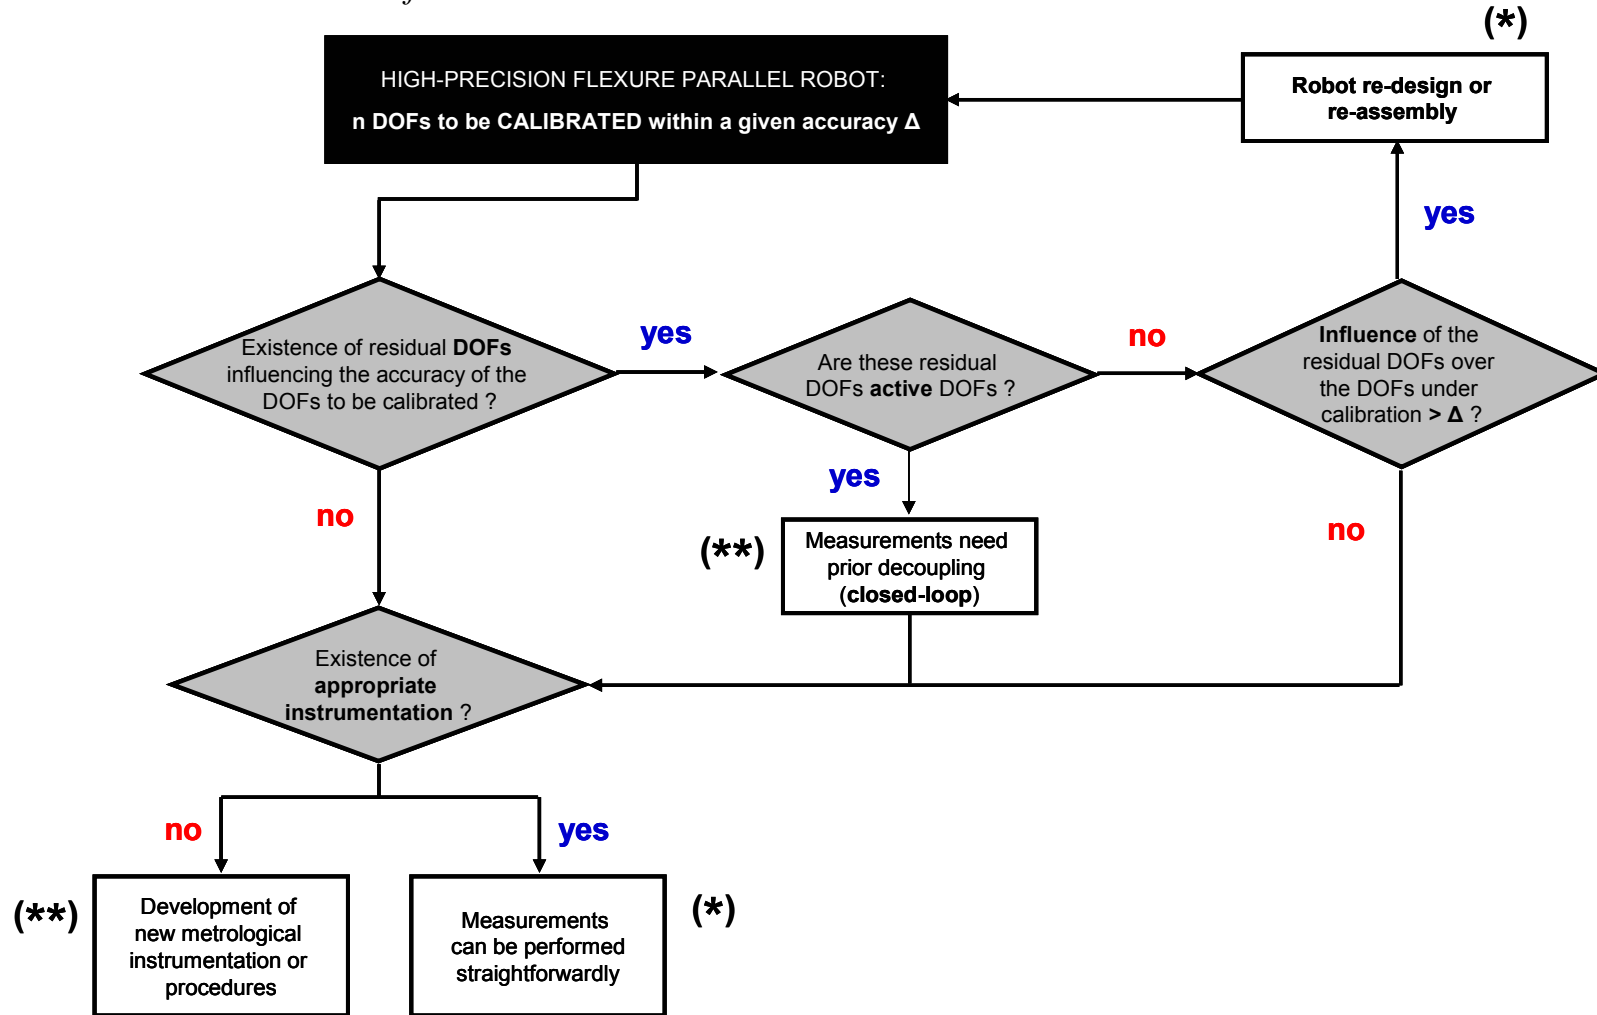 (*)
HIGH-PRECISION FLEXURE PARALLEL ROBOT:
n DOFs to be CALIBRATED within a given accuracy Δ
Robot re-design or
re-assembly
yes
Existence of residual DOFs
influencing the accuracy of the
DOFs to be calibrated ?
yes
Are these residual
DOFs active DOFs ?
no
Influence of the
residual DOFs over
the DOFs under
calibration > Δ ?
no
yes
no
(**)
Measurements need
prior decoupling
(closed-loop)
Existence of
appropriate
instrumentation ?
no
yes
(**)
Development of
new metrological
instrumentation or
procedures
Measurements
can be performed
straightforwardly
(*)